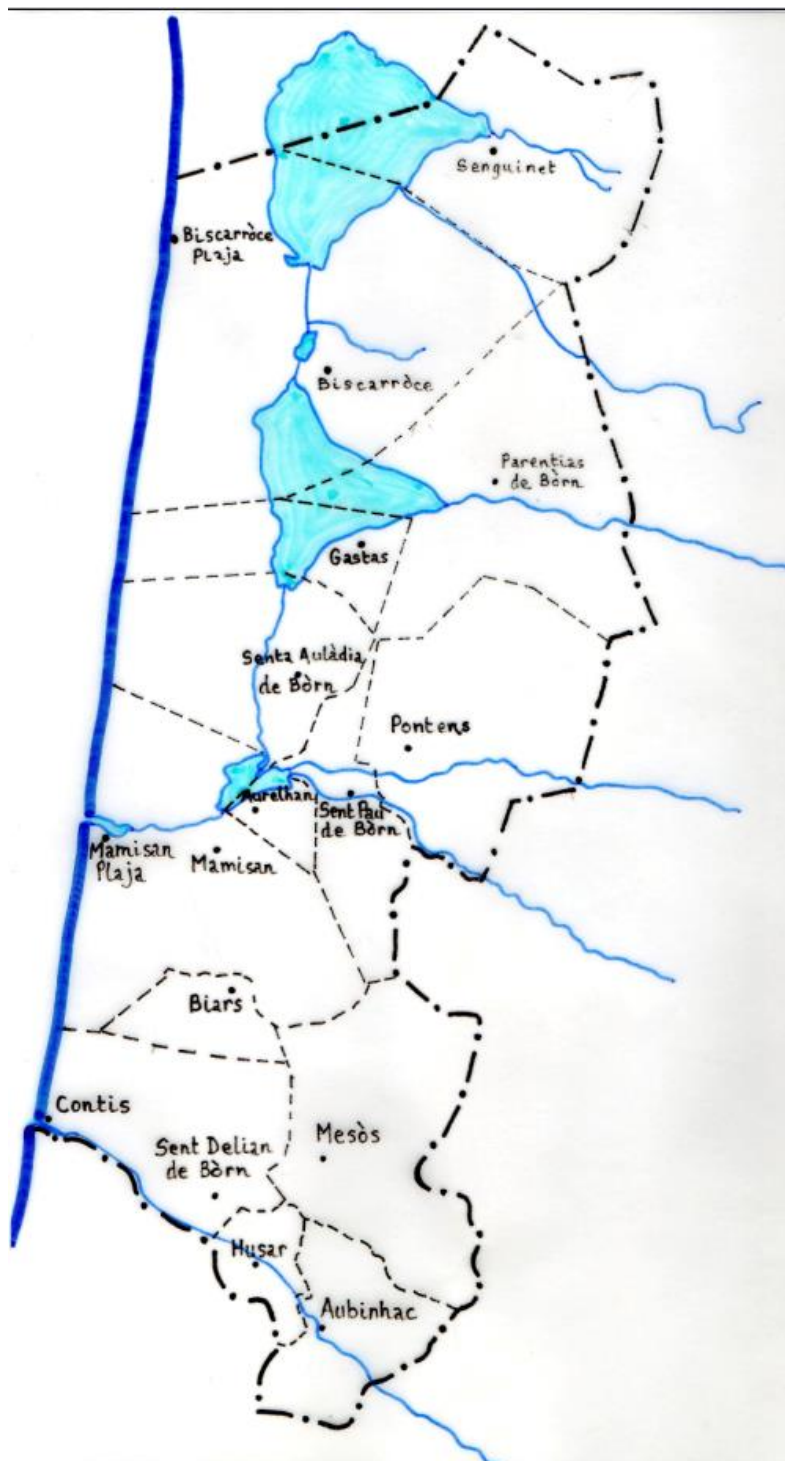 Senguinet
Biscarròce
Plaja
Biscarròce
Parentias
de Bòrn
Gastas
Senta Aulàdia
de Bòrn
Pontens
Aurelhan
Sent Pau
de Bòrn
Mamisan
Plaja
Mamisan
Biars
Contis
Mesòs
Sent Delian
de Bòrn
Husar
Aubinhac